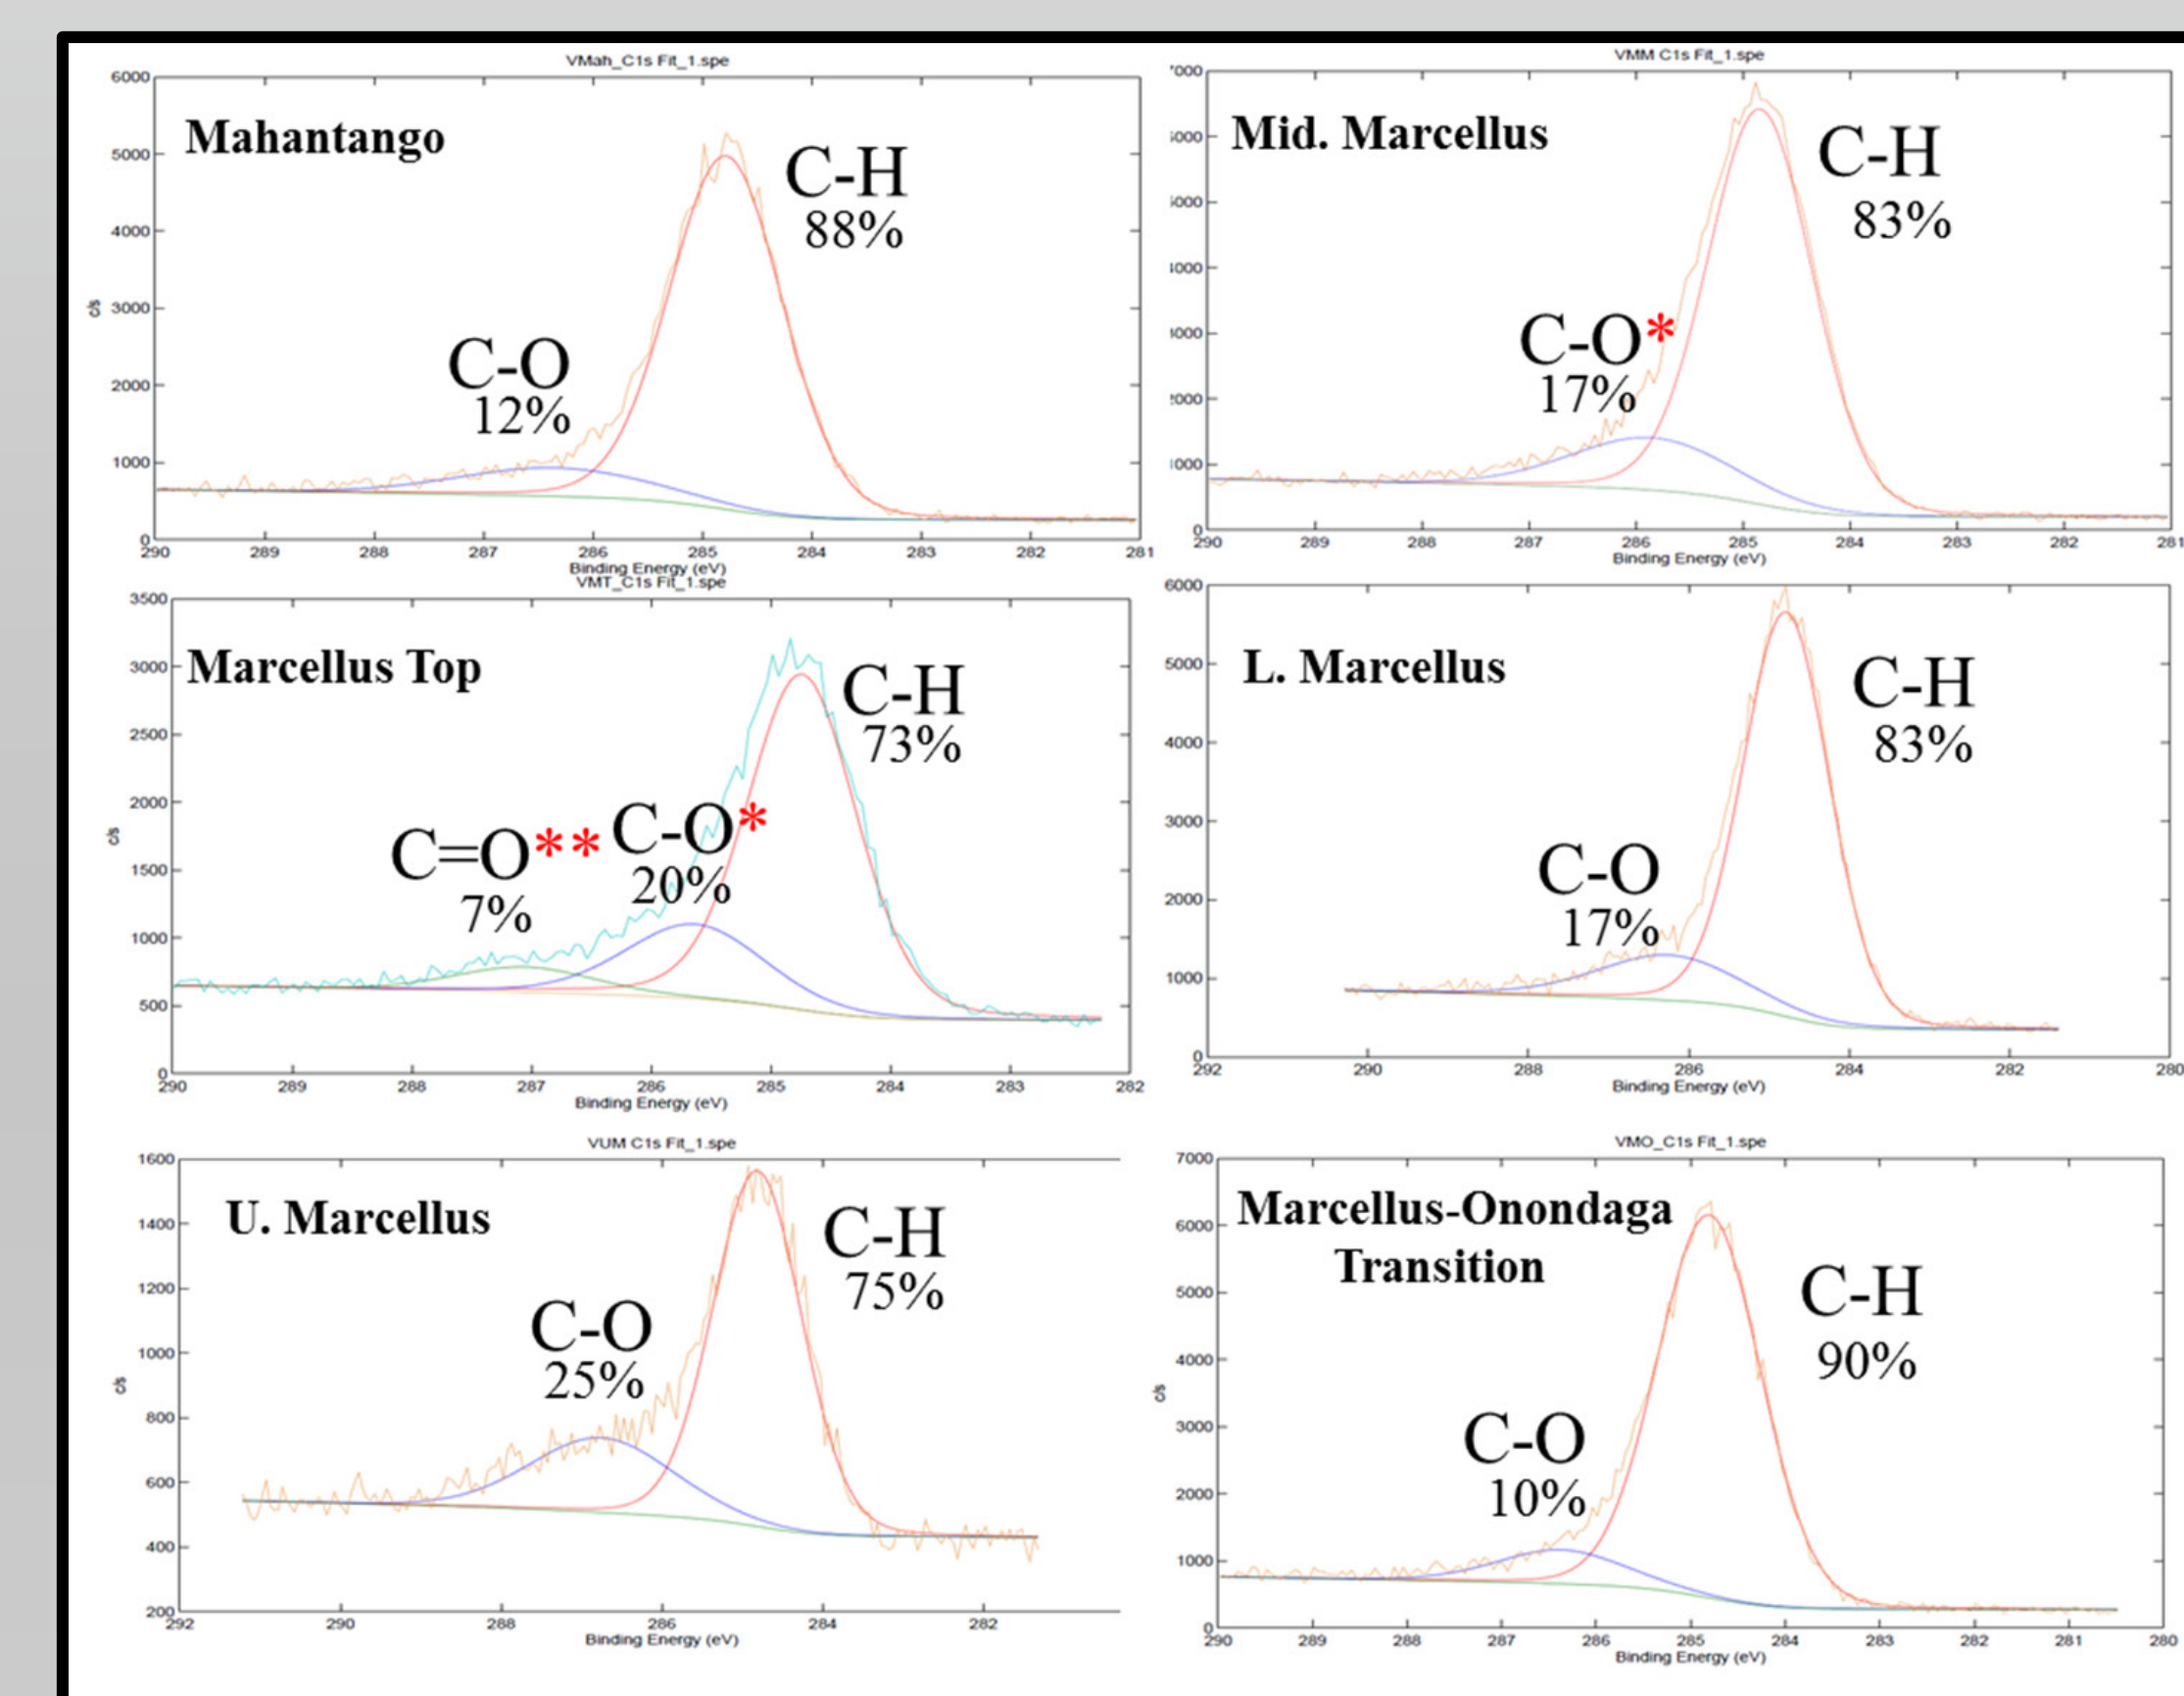 VMah_C1s Fit_1.spe
6000
Mahantango
5000
C-H
88%
4000
c/s
3000
C-O
12%
2000
1000
0
290 289 288 287 286 285 284 283 282 281
Binding Energy (eV)
VMM C1s Fit_1.spe
Mid. Marcellus
C-H
83%
C-O*
17%
0
290 289 288 287 286 285 284 283 282 281
Binding Energy (eV)
VMT_C1s Fit_1.spe
3500
3000
Marcellus Top
C-H
73%
2500
2000
c/s
C=O** C-O*
7% 20%
1500
1000
500
0
290 289 288 287 286 285 284 283 282
Binding Energy (eV)
6000
L. Marcellus
5000
C-H
83%
4000
3000
C-O
17%
2000
1000
0
292 290 288 286 284 282 280
Binding Energy (eV)
VUM C1s Fit_1.spe
1600
1400
U. Marcellus
C-H
75%
1200
C-O
25%
1000
c/s
800
600
400
200
292 290 288 286 284 282
Binding Energy (eV)
VMO_C1s Fit_1.spe
7000
Marcellus-Onondaga
6000
Transition
5000
C-H
90%
4000
c/s
3000
C-O
10%
2000
1000
0
290 289 288 287 286 285 284 283 282 281 280
Binding Energy (eV)